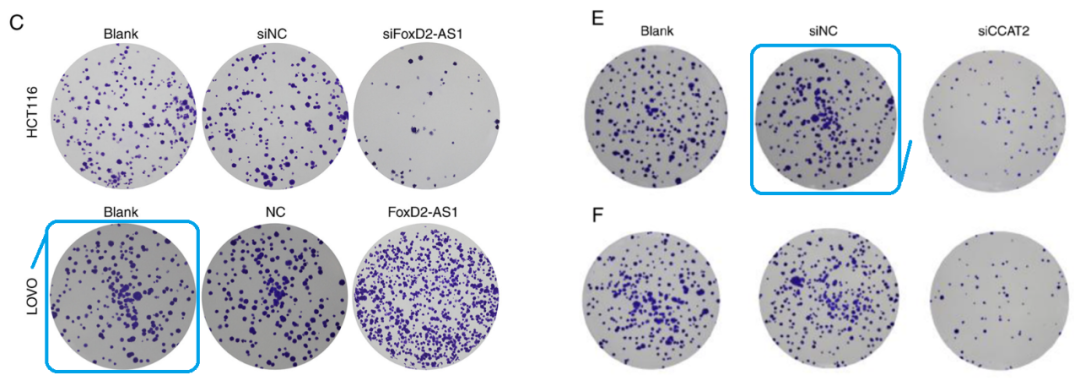 C
Blank siNC siFoxD2-AS1
HCT116
Blank NC FoxD2-AS1
LOVO
E
Blank siNC siCCAT2
F